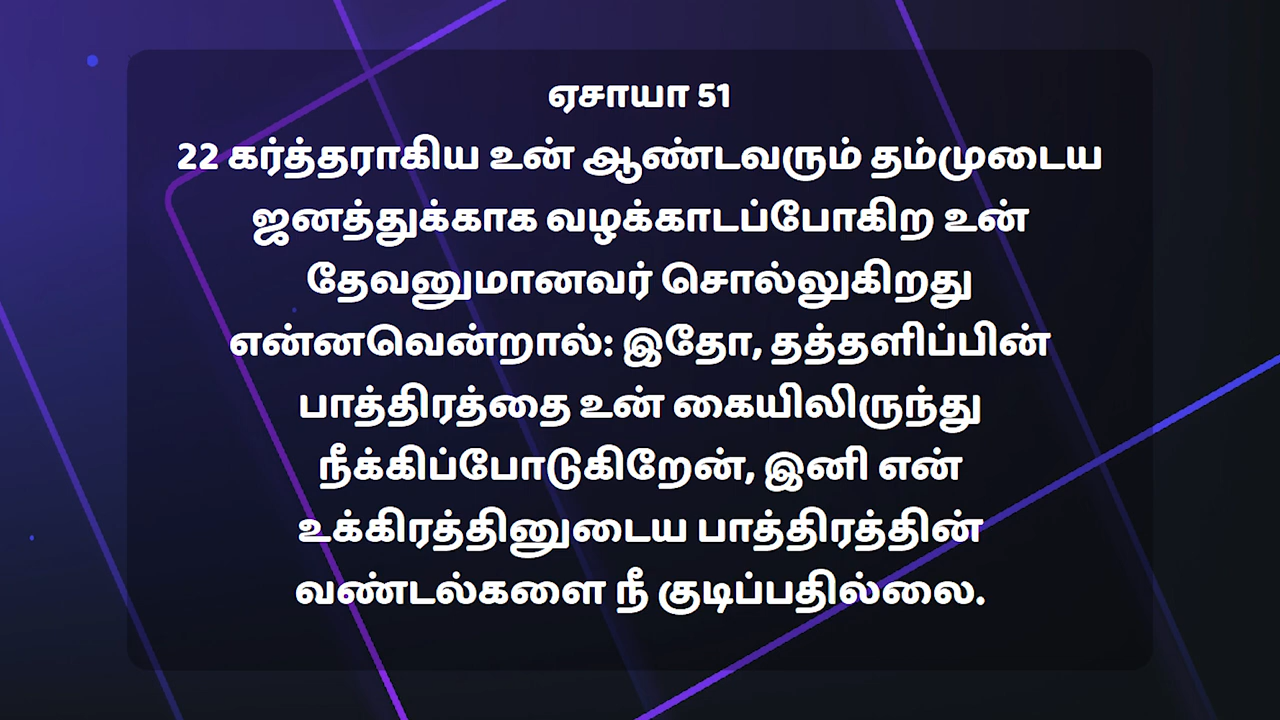 ஏசாயா 51
22 கர்த்தராகிய உன் ஆண்டவரும் தம்முடைய
ஜனத்துக்காக வழக்காடப்போகிற உன்
தேவனுமானவர் சொல்லுகிறது
என்னவென்றால்: இதோ, தத்தளிப்பின்
பாத்திரத்தை உன் கையிலிருந்து
நீக்கிப்போடுகிறேன், இனி என்
உக்கிரத்தினுடைய பாத்திரத்தின்
வண்டல்களை நீ குடிப்பதில்லை.